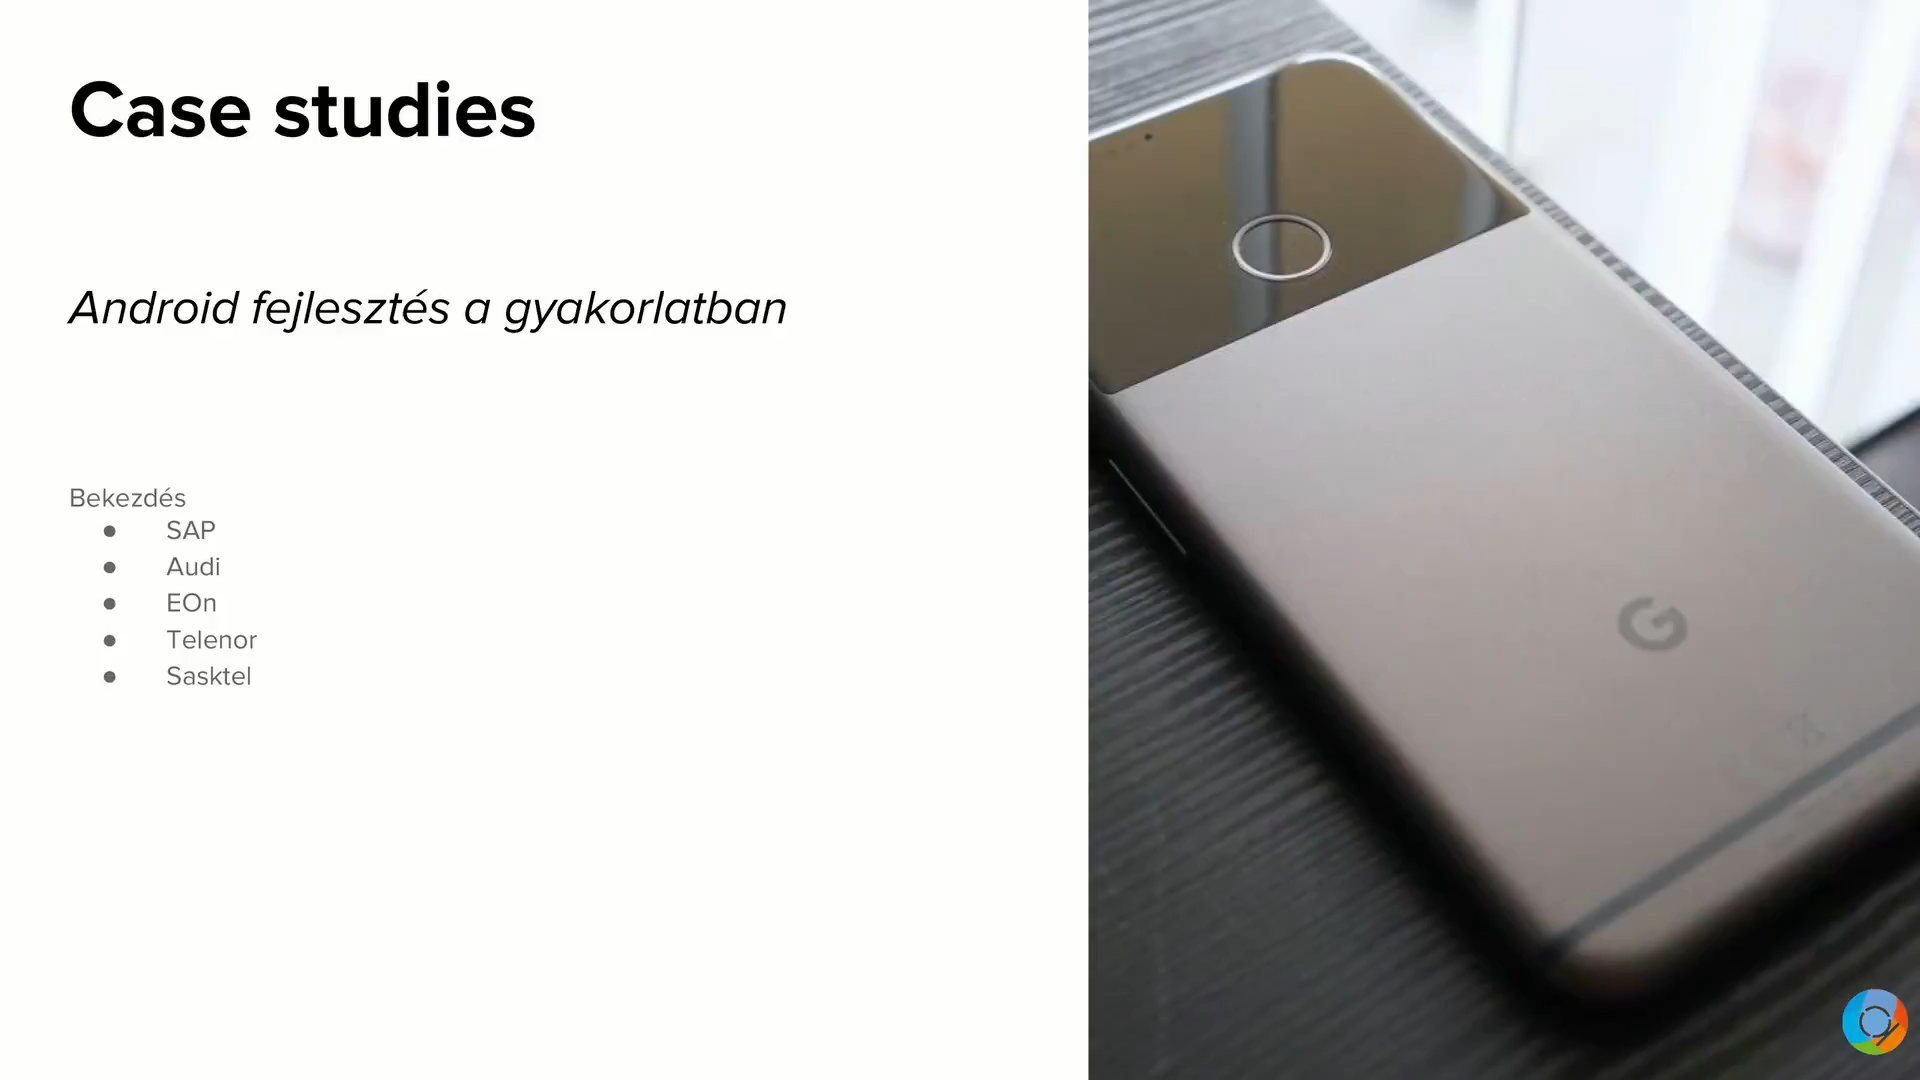 Case studies
Android fejlesztés a gyakorlatban
Bekezdés
● SAP
● Audi
● EOn
● Telenor
● Sasktel
G